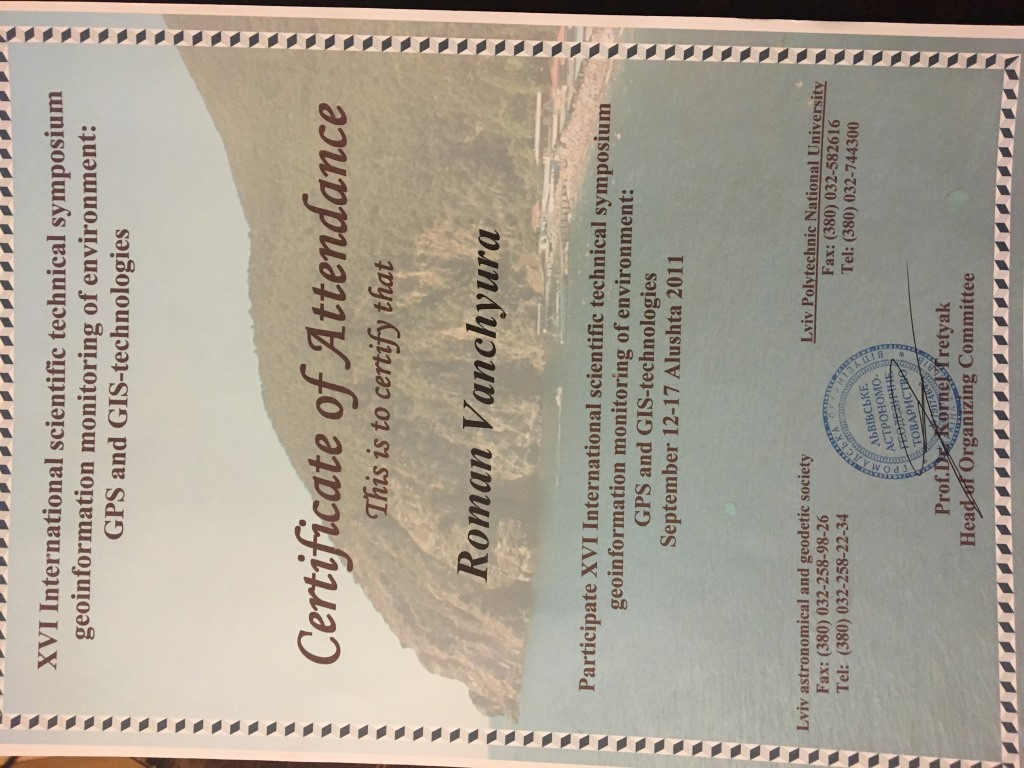 XVI International scientific technical symposium
geoinformation monitoring of environment:
GPS and GIS-technologies
Certificate of Attendance
This is to certify that
Roman Vanchyura
Participate XVI International scientific technical symposium
geoinformation monitoring of environment:
GPS and GIS-technologies
September 12-17 Alushta 2011
Lviv astronomical and geodetic society
Fax: (380) 032-258-98-26
Tel: (380) 032-258-22-34
Lviv Polytechnic National University
Fax: (380) 032-582616
Tel: (380) 032-744300
ЛЬВІВСЬКЕ
АСТРОНОМО-
ГЕОДЕЗИЧНЕ
ТОВАРИСТВО
Prof.Dr. Kornel Tretyak
Head of Organizing Committee